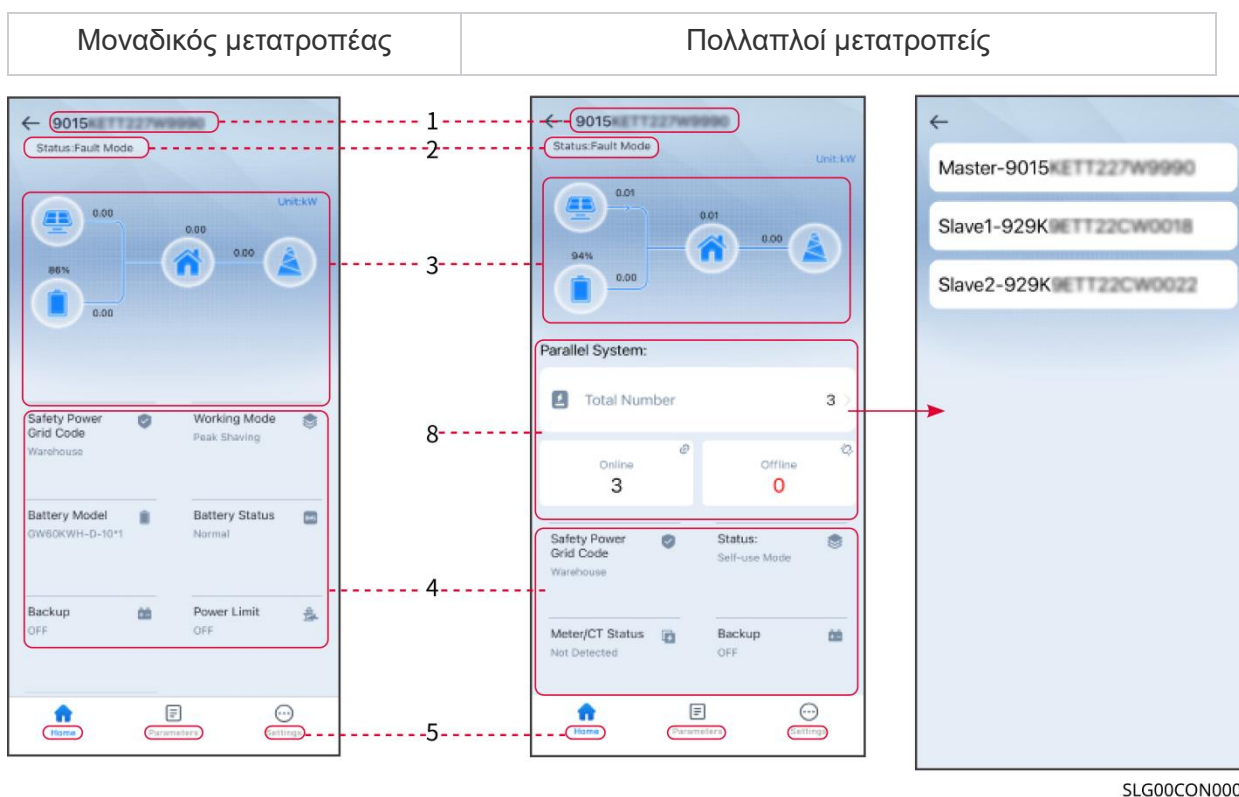 Μοναδικός μετατροπέας
Πολλαπλοί μετατροπείς
9015
Status:Fault Mode
Unit:kW
0.00
0.00
0.00
86%
0.00
Safety Power
Grid Code
Warehouse
Working Mode
Peak Shaving
Battery Model
GW60KWH-D-10*1
Battery Status
Normal
Backup
OFF
Power Limit
OFF
Home
Parameters
Settings
1
2
3
8
4
5
9015
Status:Fault Mode
Unit:kW
0.01
0.01
0.00
94%
0.00
Parallel System:
Total Number
3
Online
3
Offline
0
Safety Power
Grid Code
Warehouse
Status:
Self-use Mode
Meter/CT Status
Not Detected
Backup
OFF
Home
Parameters
Settings
Master-9015
Slave1-929K
Slave2-929K
SLG00CON000